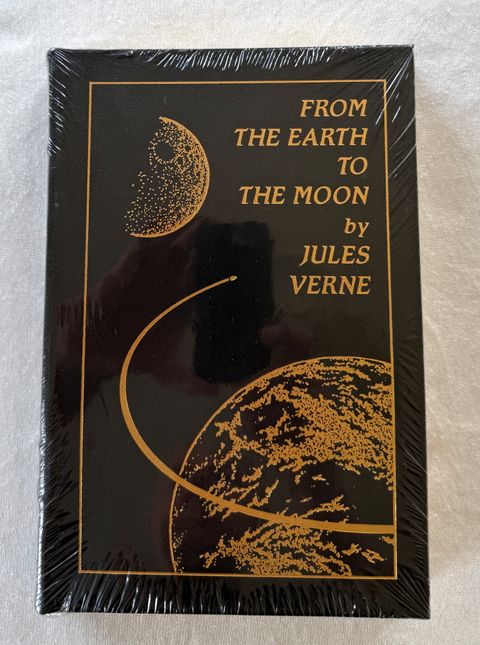 FROM
THE EARTH
TO
THE MOON
by
JULES
VERNE